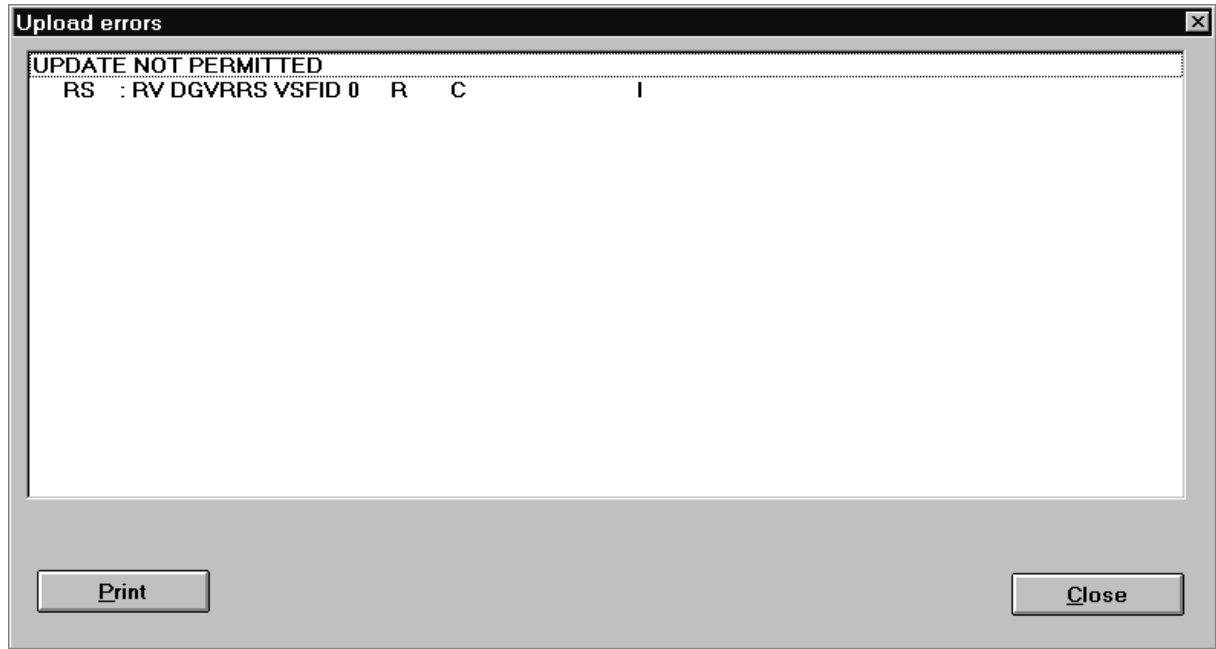 Upload errors
UPDATE NOT PERMITTED
RS : RV DGVRRS VSFID 0 R C I
Print
Close